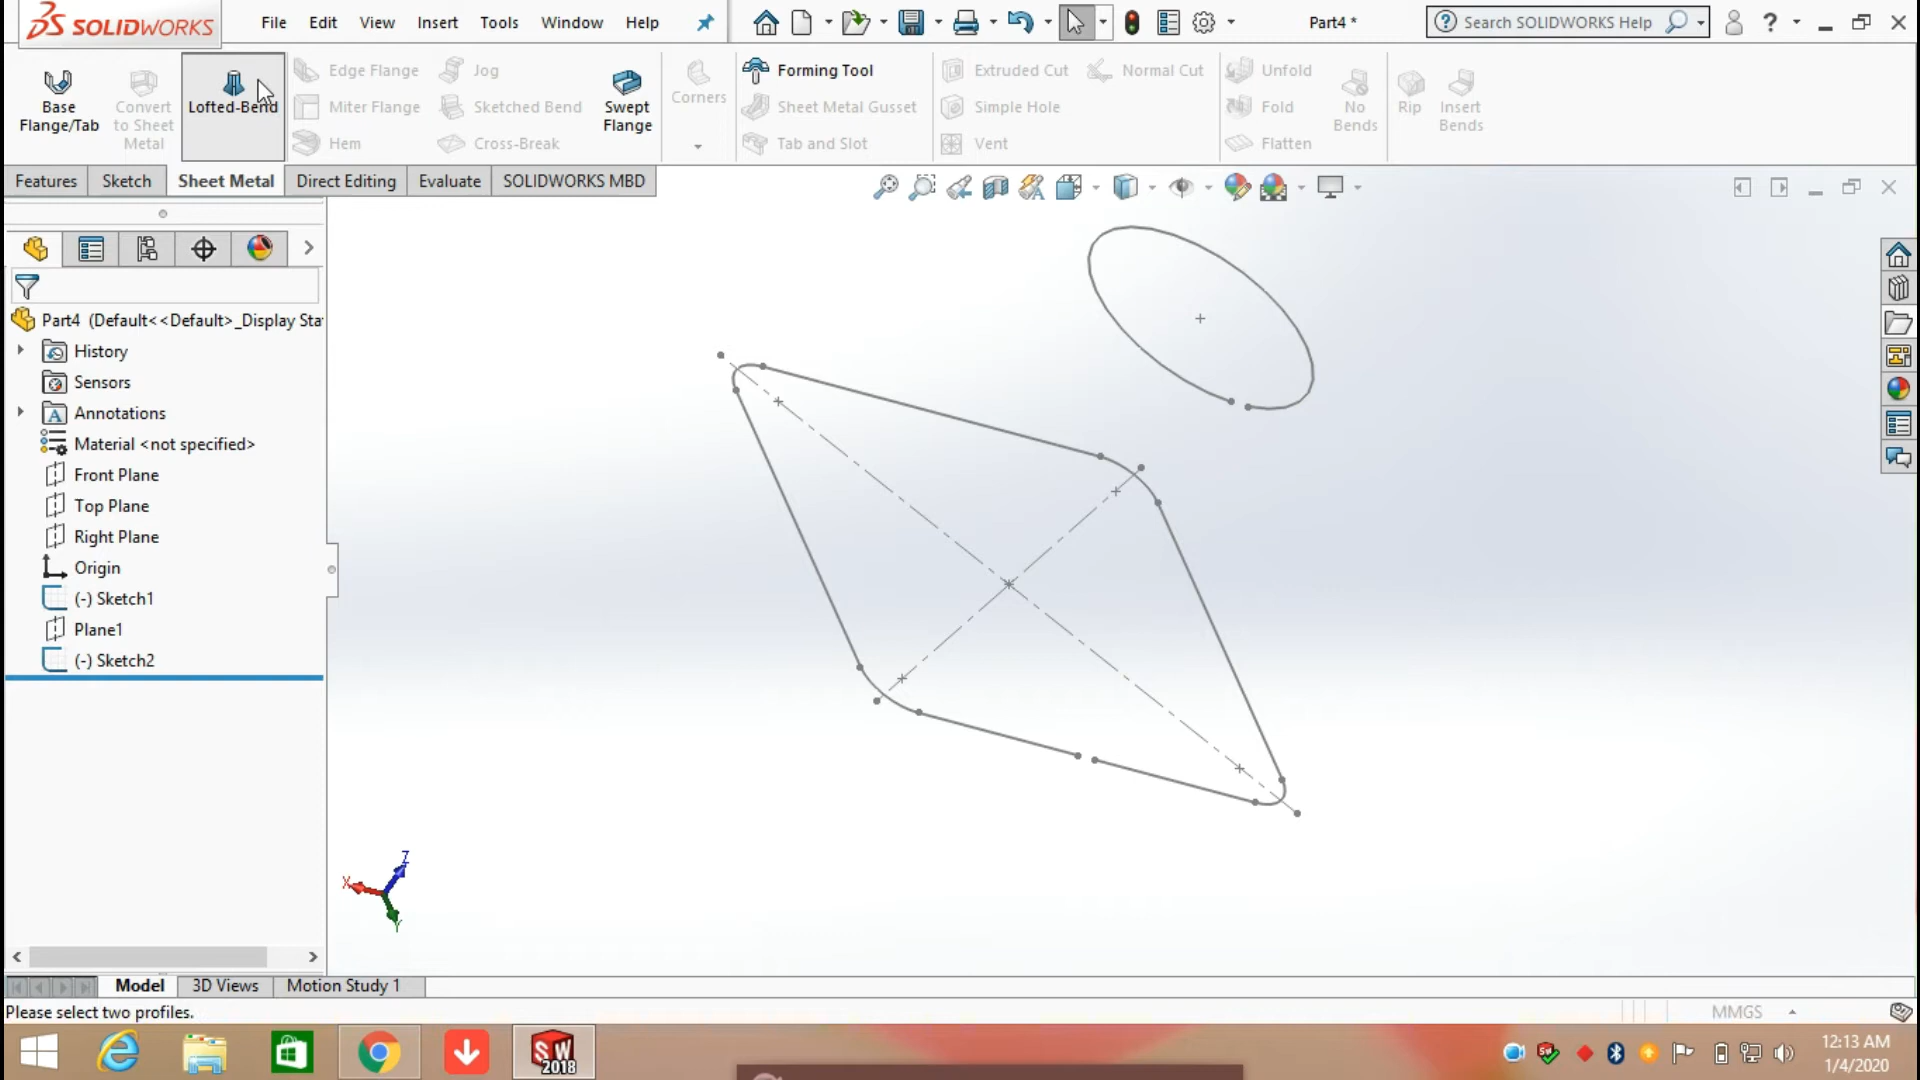 SOLIDWORKS File Edit View Insert Tools Window Help Part4 * Search SOLIDWORKS Help ?
Base Flange/Tab
Convert to Sheet Metal
Lofted-Bend
Edge Flange
Miter Flange
Hem
Jog
Sketched Bend
Cross-Break
Swept Flange
Corners
Forming Tool
Sheet Metal Gusset
Tab and Slot
Extruded Cut
Simple Hole
Vent
Normal Cut
Unfold
Fold
Flatten
No Bends
Rip
Insert Bends
Features Sketch Sheet Metal Direct Editing Evaluate SOLIDWORKS MBD
Part4 (Default<<Default>_Display Sta
History
Sensors
Annotations
Material <not specified>
Front Plane
Top Plane
Right Plane
Origin
(-) Sketch1
Plane1
(-) Sketch2
X Z Y
Model 3D Views Motion Study 1
Please select two profiles.
MMGS
SW 2018
12:13 AM
1/4/2020